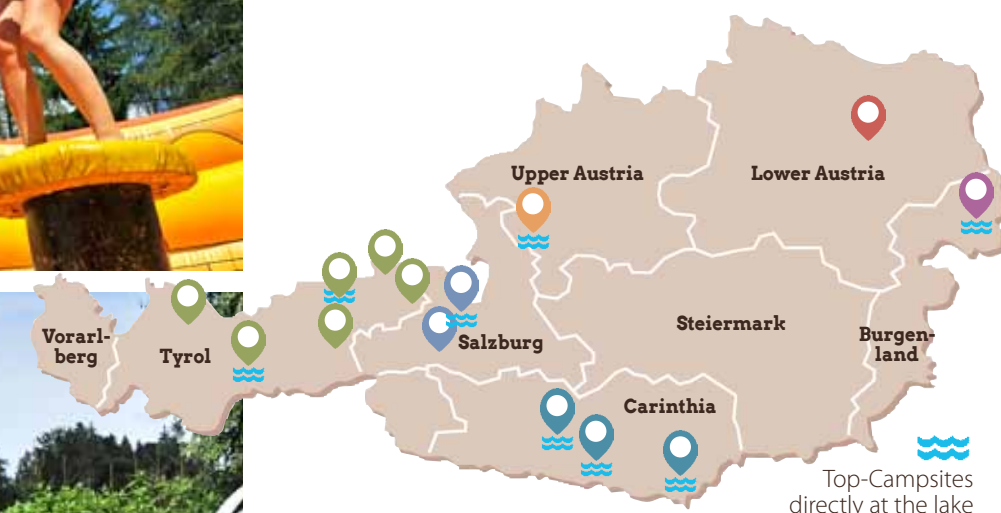 Upper Austria
Lower Austria
Vorarl-
berg
Tyrol
Salzburg
Steiermark
Burgen-
land
Carinthia
Top-Campsites
directly at the lake